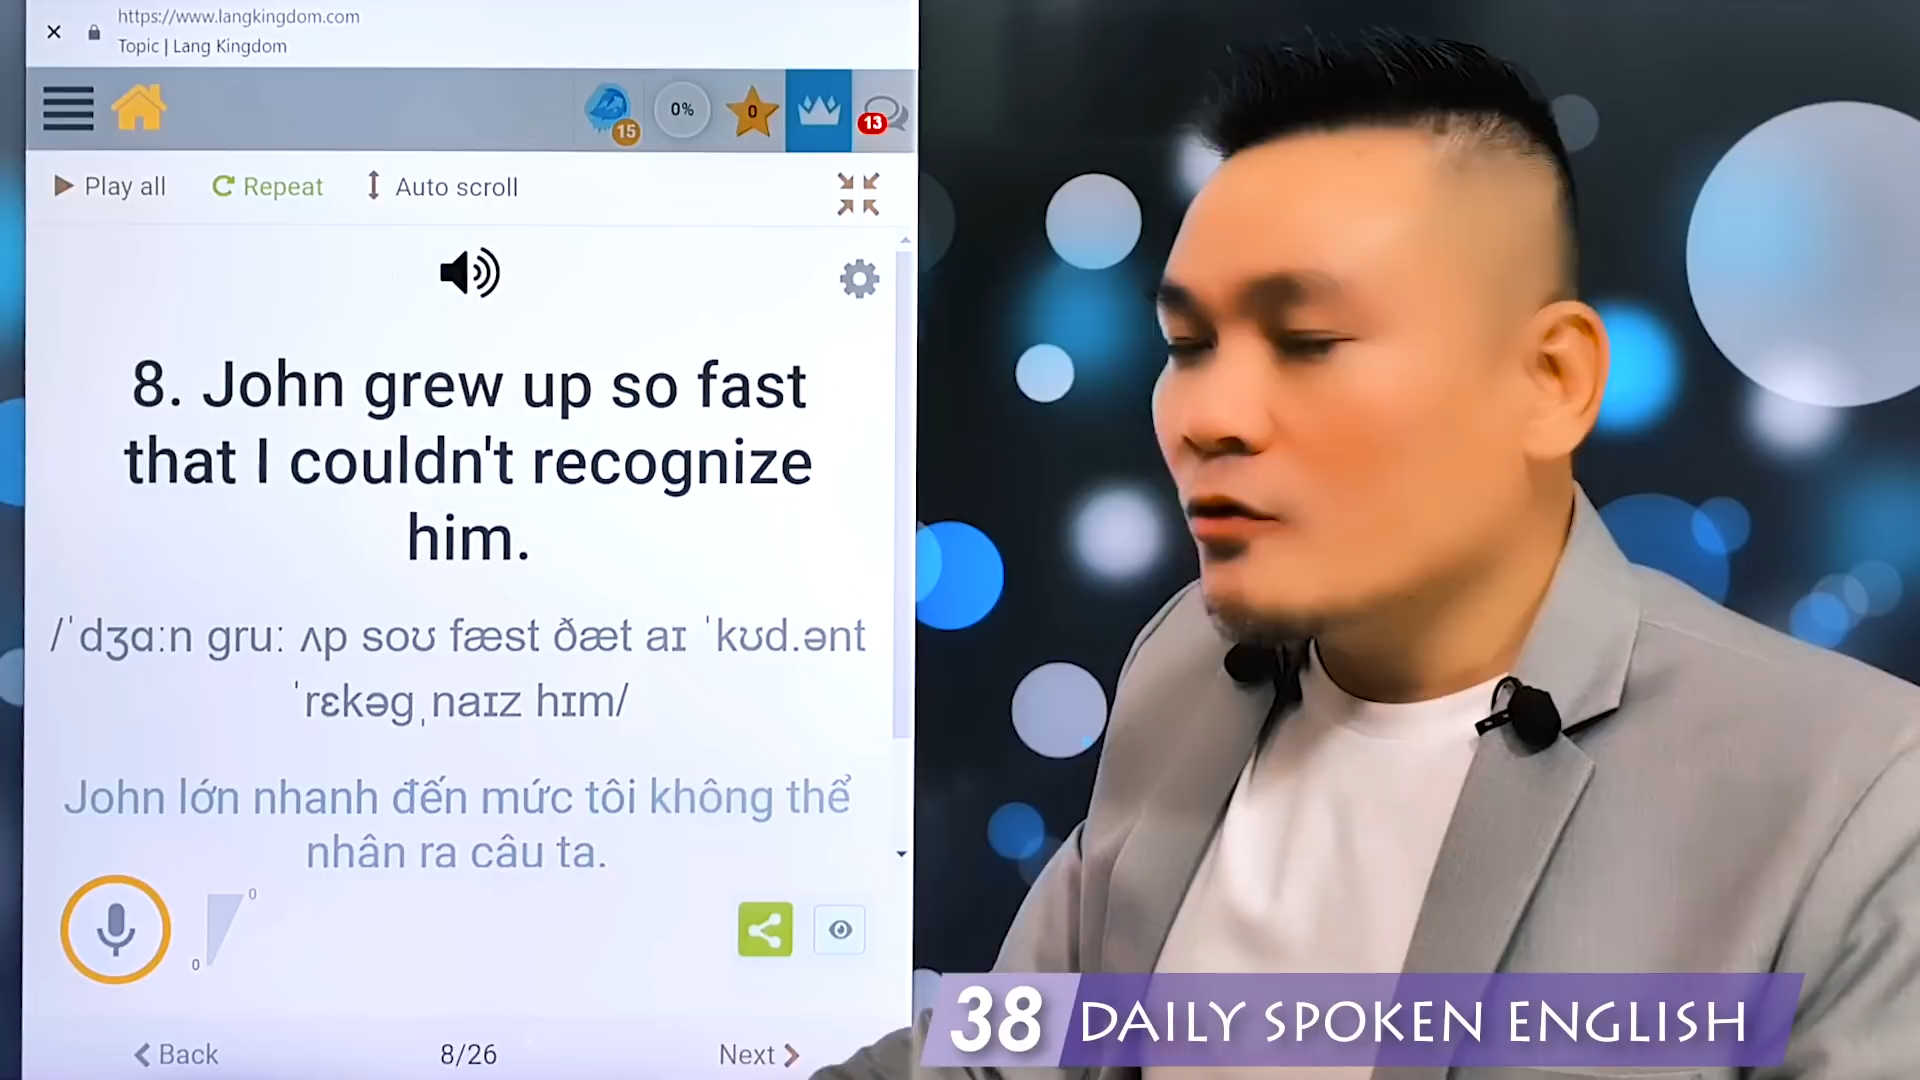 https://www.langkingdom.com
Topic | Lang Kingdom
15
0%
0
13
Play all
Repeat
Auto scroll
8. John grew up so fast
that I couldn't recognize
him.
/ˈdʒɑːn gruː ʌp soʊ fæst ðæt aɪ ˈkʊd.ənt
ˈrɛkəgˌnaɪz hɪm/
John lớn nhanh đến mức tôi không thể
nhân ra câu ta.
0
0
Back
8/26
Next
38 DAILY SPOKEN ENGLISH